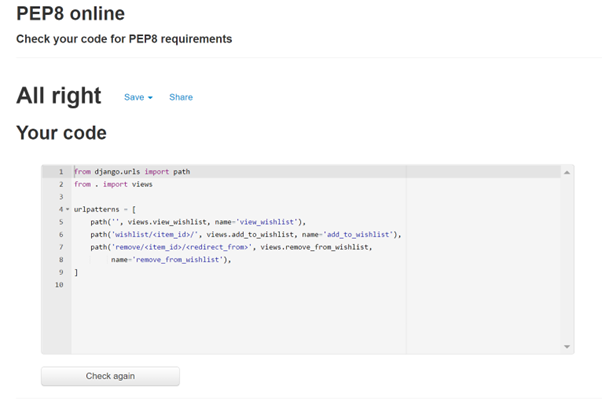 PEP8 online
Check your code for PEP8 requirements
All right Save Share
Your code
1 from django.urls import path
2 from . import views
3
4 urlpatterns = [
5     path('', views.view_wishlist, name='view_wishlist'),
6     path('wishlist/<item_id>/', views.add_to_wishlist, name='add_to_wishlist'),
7     path('remove/<item_id>/<redirect_from>', views.remove_from_wishlist,
8          name='remove_from_wishlist'),
9 ]
10
Check again